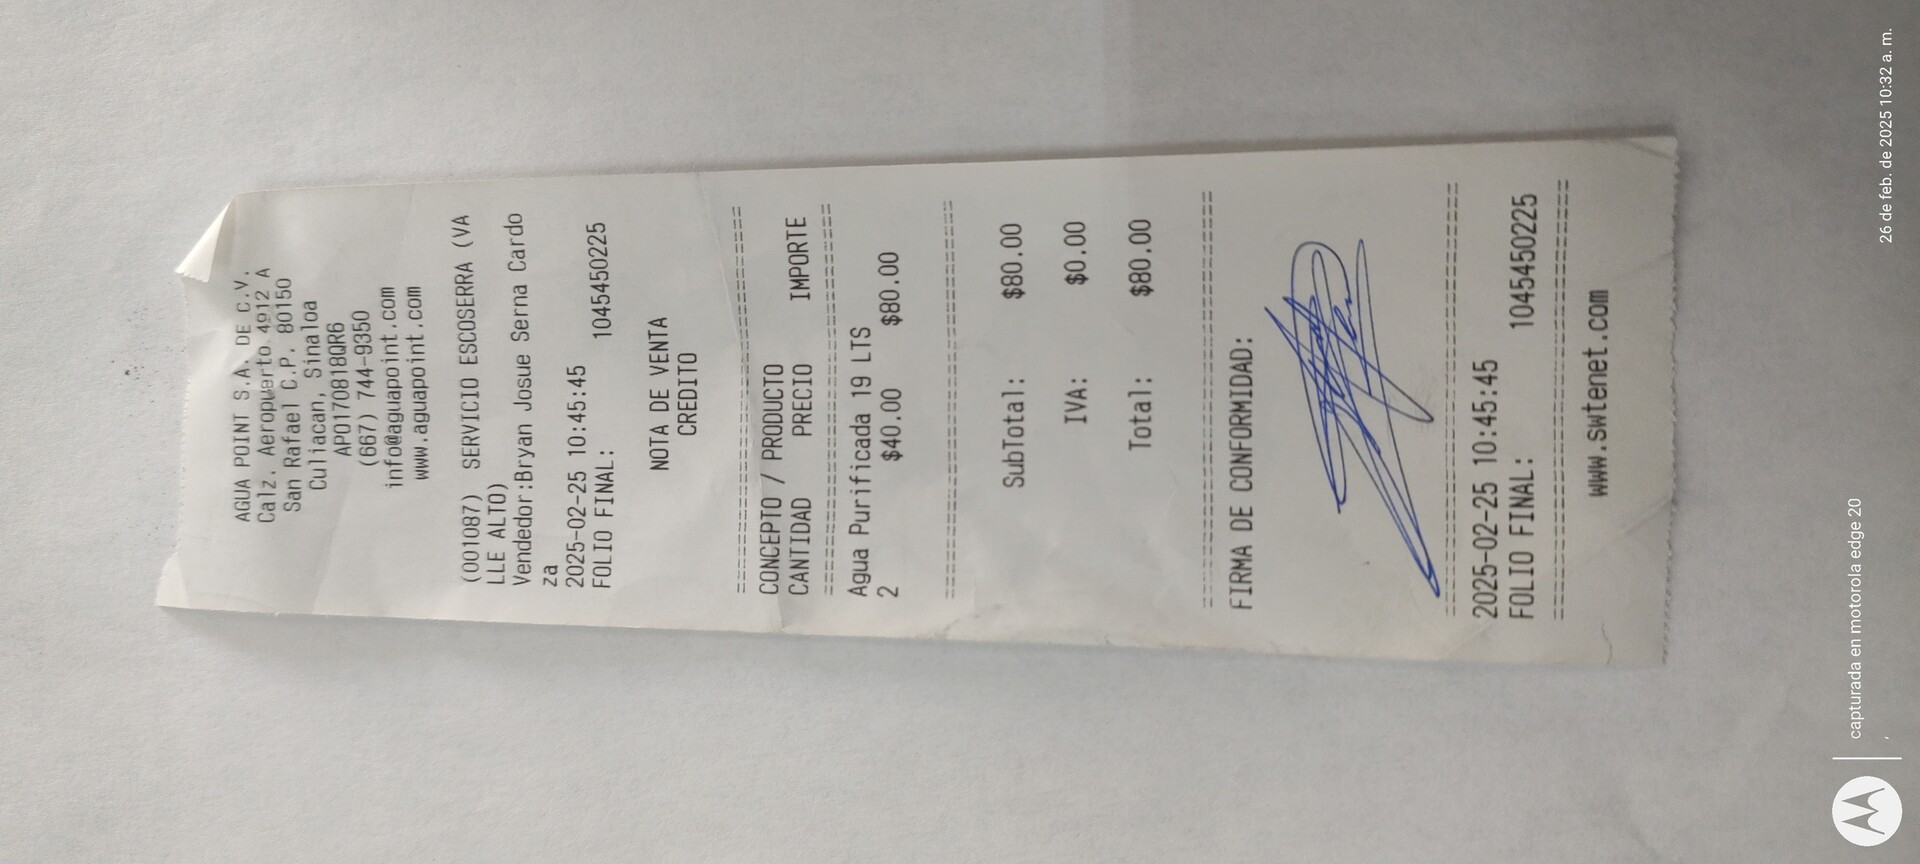 AGUA POINT S.A. DE C.V.
Calz. Aeropuerto 4912 A
San Rafael C.P. 80150
Culiacan, Sinaloa
APO170818QR6
(667) 744-9350
info@aguapoint.com
www.aguapoint.com
(001087) SERVICIO ESCOSERRA (VA
LLE ALTO)
Vendedor:Bryan Josue Serna Cardo
za
2025-02-25 10:45:45
FOLIO FINAL: 1045450225
NOTA DE VENTA
CREDITO
================================
CONCEPTO / PRODUCTO
CANTIDAD PRECIO IMPORTE
================================
Agua Purificada 19 LTS
2 $40.00 $80.00
================================
SubTotal: $80.00
IVA: $0.00
Total: $80.00
================================
FIRMA DE CONFORMIDAD:
================================
2025-02-25 10:45:45
FOLIO FINAL: 1045450225
================================
www.swtenet.com
capturada en motorola edge 20
,
26 de feb. de 2025 10:32 a. m.